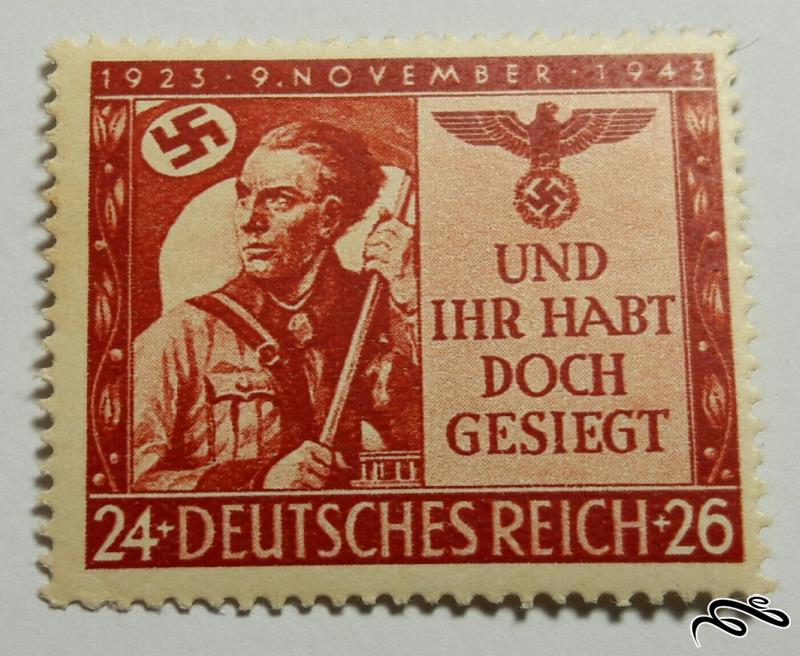 1923 · 9. NOVEMBER · 1943
UND
IHR HABT
DOCH
GESIEGT
24+ DEUTSCHES REICH +26